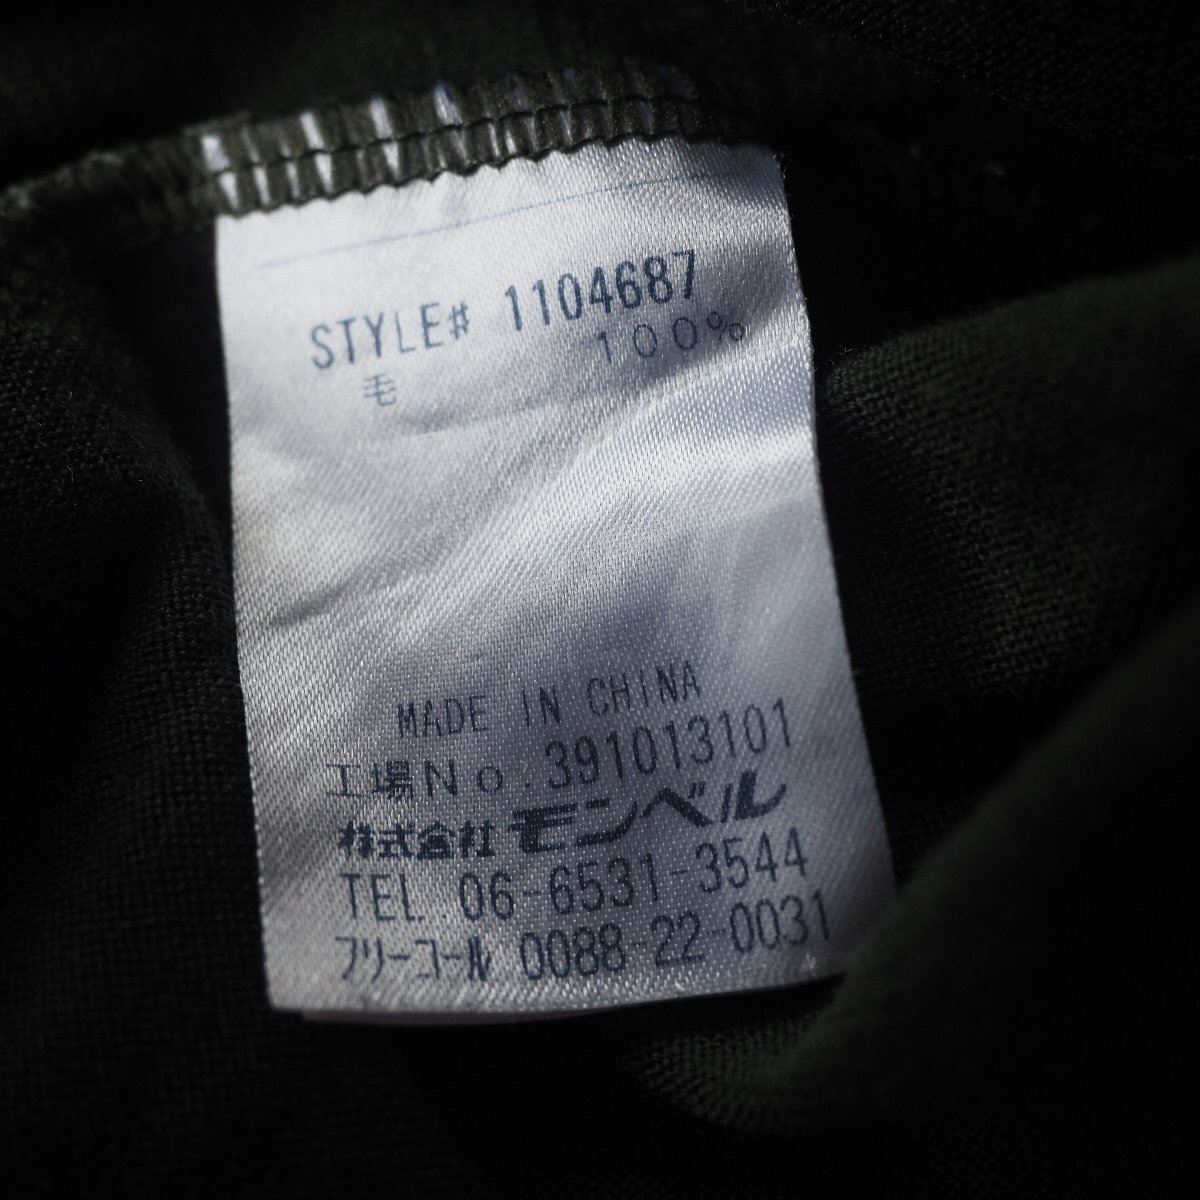 STYLE# 1104687
毛 100%
MADE IN CHINA
工場No.391013101
株式会社モンベル
TEL.06-6531-3544
フリーコール 0088-22-0031